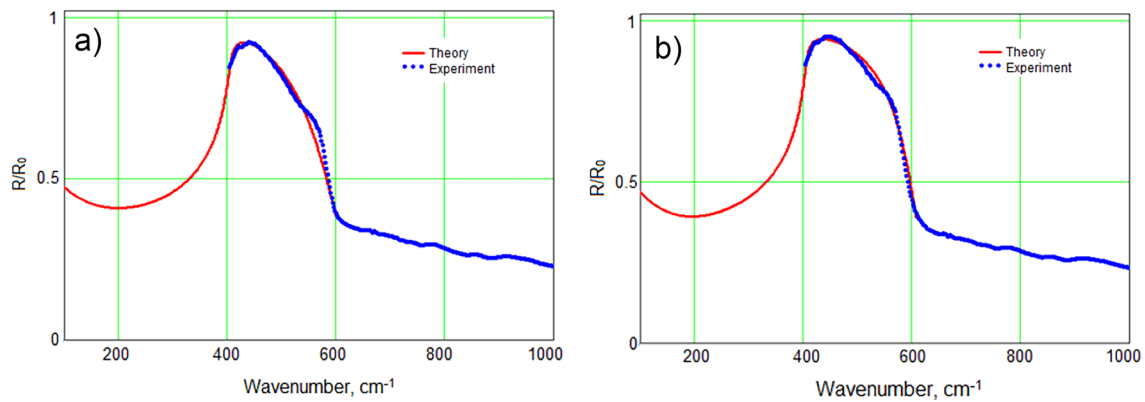 a)
1
0.5
0
R/R₀
Theory
Experiment
200 400 600 800 1000
Wavenumber, cm⁻¹
b)
1
0.5
0
R/R₀
Theory
Experiment
200 400 600 800 1000
Wavenumber, cm⁻¹